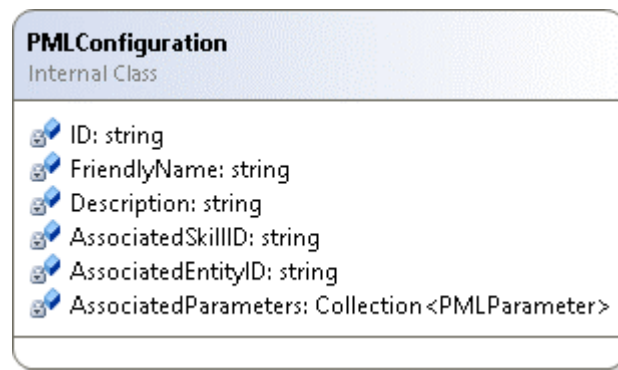 PMLConfiguration
Internal Class
ID: string
FriendlyName: string
Description: string
AssociatedSkillID: string
AssociatedEntityID: string
AssociatedParameters: Collection<PMLParameter>